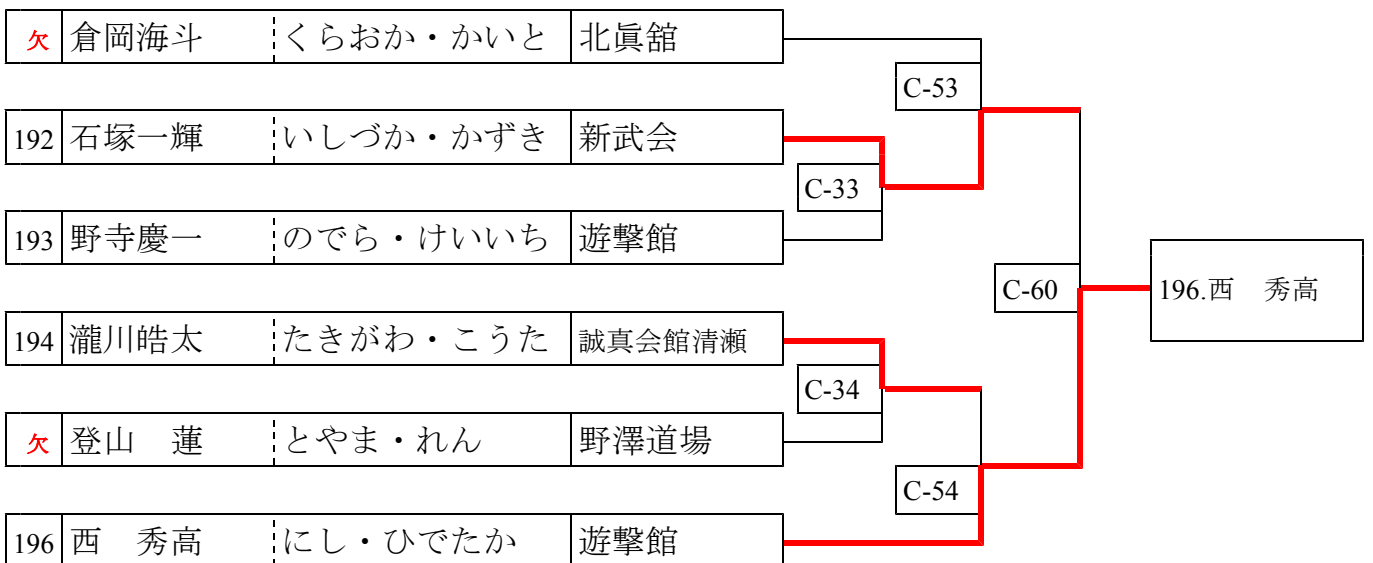 欠 倉岡海斗 くらおか・かいと 北眞舘
C-53
192 石塚一輝 いしづか・かずき 新武会
C-33
193 野寺慶一 のでら・けいいち 遊撃館
C-60 196.西　秀高
194 瀧川皓太 たきがわ・こうた 誠真会館清瀬
C-34
欠 登山　蓮 とやま・れん 野澤道場
C-54
196 西　秀高 にし・ひでたか 遊撃館